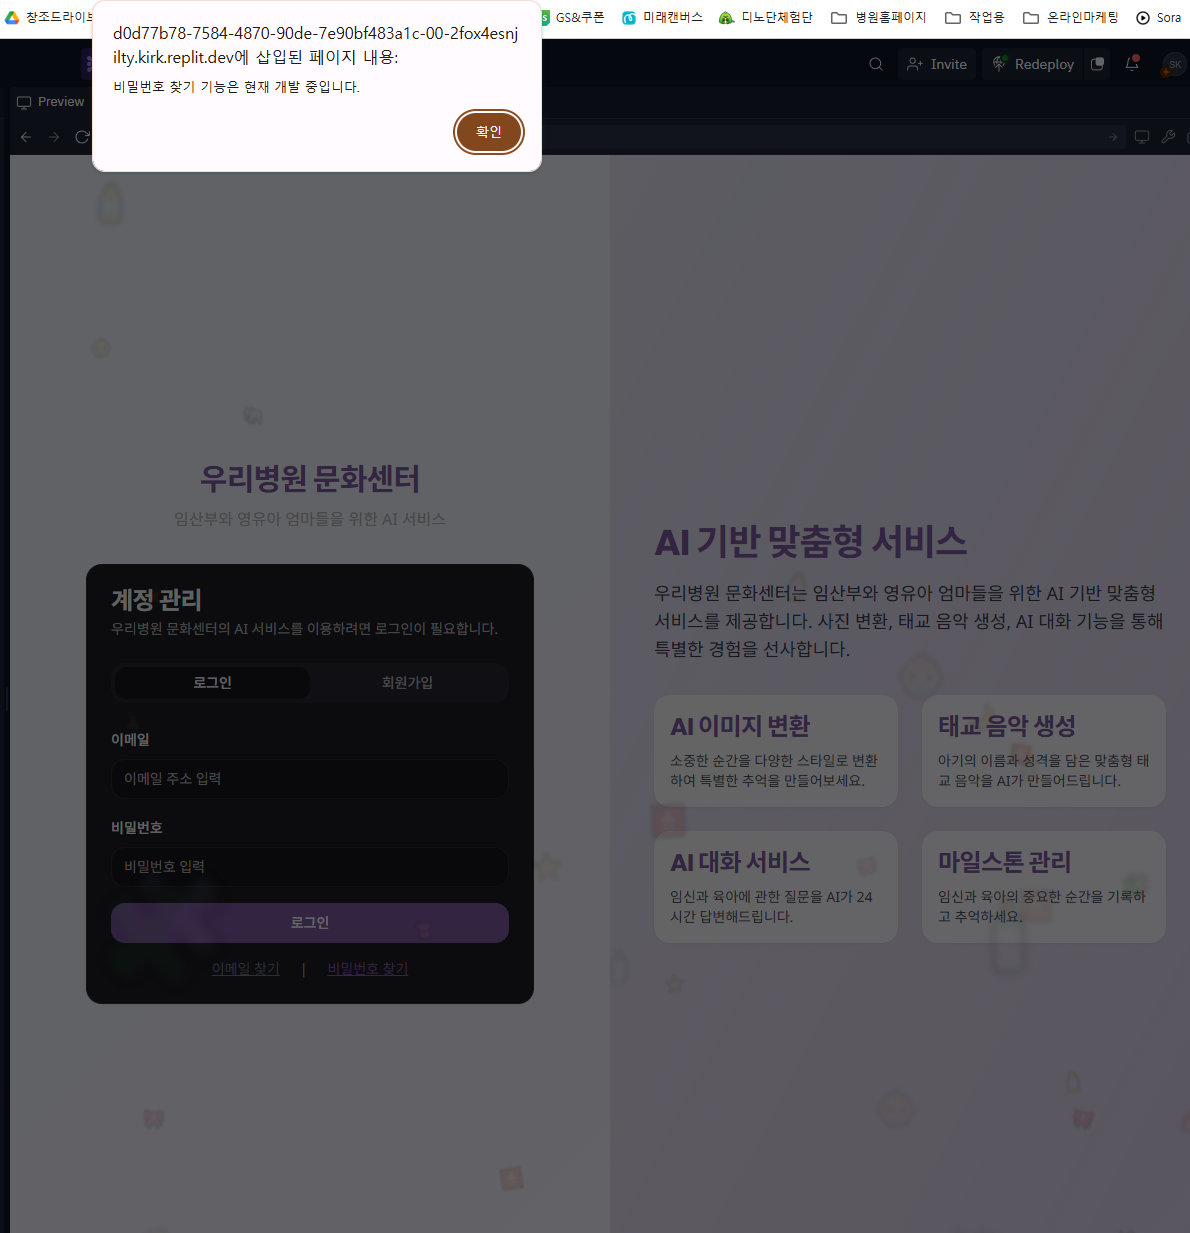 창조드라이브
GS&쿠폰
미래캔버스
디노단체험단
병원홈페이지
작업용
온라인마케팅
Sora
d0d77b78-7584-4870-90de-7e90bf483a1c-00-2fox4esnj
ilty.kirk.replit.dev에 삽입된 페이지 내용:
비밀번호 찾기 기능은 현재 개발 중입니다.
확인
Invite
Redeploy
SK
Preview
우리병원 문화센터
임산부와 영유아 엄마들을 위한 AI 서비스
계정 관리
우리병원 문화센터의 AI 서비스를 이용하려면 로그인이 필요합니다.
로그인
회원가입
이메일
이메일 주소 입력
비밀번호
비밀번호 입력
로그인
이메일 찾기 | 비밀번호 찾기
AI 기반 맞춤형 서비스
우리병원 문화센터는 임산부와 영유아 엄마들을 위한 AI 기반 맞춤형
서비스를 제공합니다. 사진 변환, 태교 음악 생성, AI 대화 기능을 통해
특별한 경험을 선사합니다.
AI 이미지 변환
소중한 순간을 다양한 스타일로 변환
하여 특별한 추억을 만들어보세요.
태교 음악 생성
아기의 이름과 성격을 담은 맞춤형 태
교 음악을 AI가 만들어드립니다.
AI 대화 서비스
임신과 육아에 관한 질문을 AI가 24
시간 답변해드립니다.
마일스톤 관리
임신과 육아의 중요한 순간을 기록하
고 추억하세요.